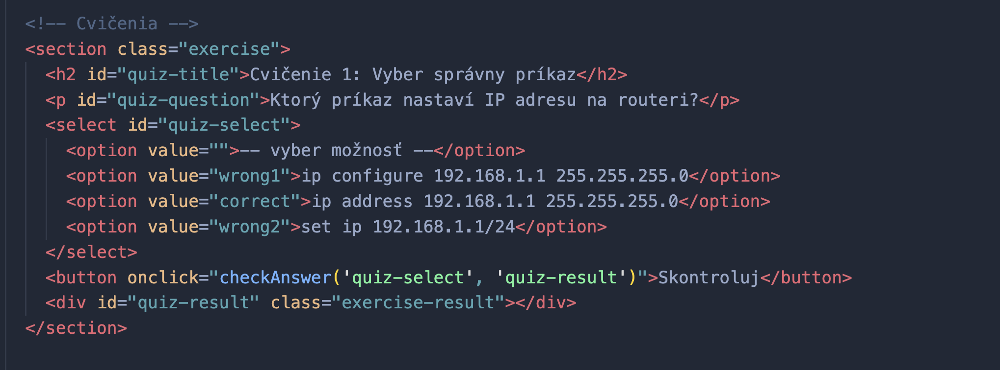 <!-- Cvičenia -->
<section class="exercise">
<h2 id="quiz-title">Cvičenie 1: Vyber správny príkaz</h2>
<p id="quiz-question">Ktorý príkaz nastaví IP adresu na routeri?</p>
<select id="quiz-select">
<option value="">-- vyber možnosť --</option>
<option value="wrong1">ip configure 192.168.1.1 255.255.255.0</option>
<option value="correct">ip address 192.168.1.1 255.255.255.0</option>
<option value="wrong2">set ip 192.168.1.1/24</option>
</select>
<button onclick="checkAnswer('quiz-select', 'quiz-result')">Skontroluj</button>
<div id="quiz-result" class="exercise-result"></div>
</section>